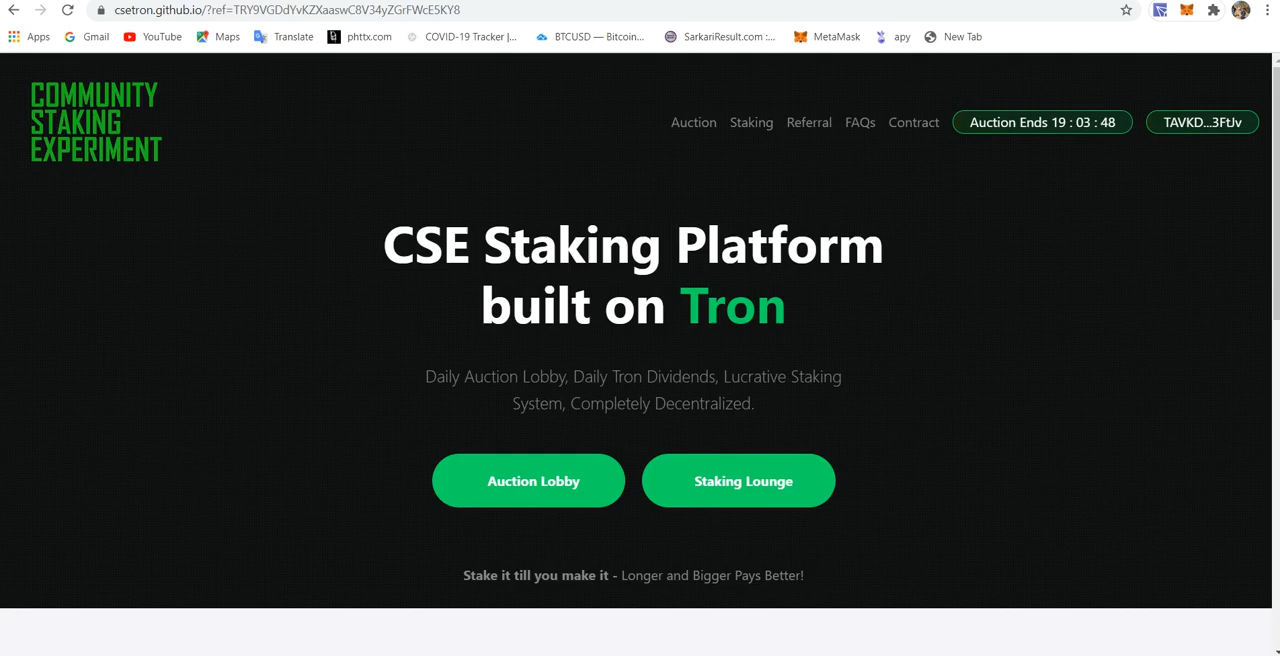 csetron.github.io/?ref=TRY9VGDdYvKZXaaswC8V34yZGrFWcE5KY8
Apps Gmail YouTube Maps Translate phttx.com COVID-19 Tracker |... BTCUSD — Bitcoin... SarkariResult.com :... MetaMask apy New Tab
COMMUNITY
STAKING
EXPERIMENT
Auction Staking Referral FAQs Contract Auction Ends 19 : 03 : 48 TAVKD...3FtJv
CSE Staking Platform
built on Tron
Daily Auction Lobby, Daily Tron Dividends, Lucrative Staking
System, Completely Decentralized.
Auction Lobby Staking Lounge
Stake it till you make it - Longer and Bigger Pays Better!